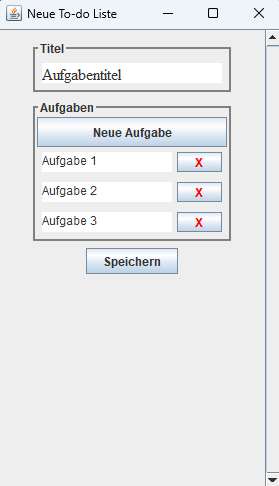 Neue To-do Liste
Titel
Aufgabentitel
Aufgaben
Neue Aufgabe
Aufgabe 1 X
Aufgabe 2 X
Aufgabe 3 X
Speichern